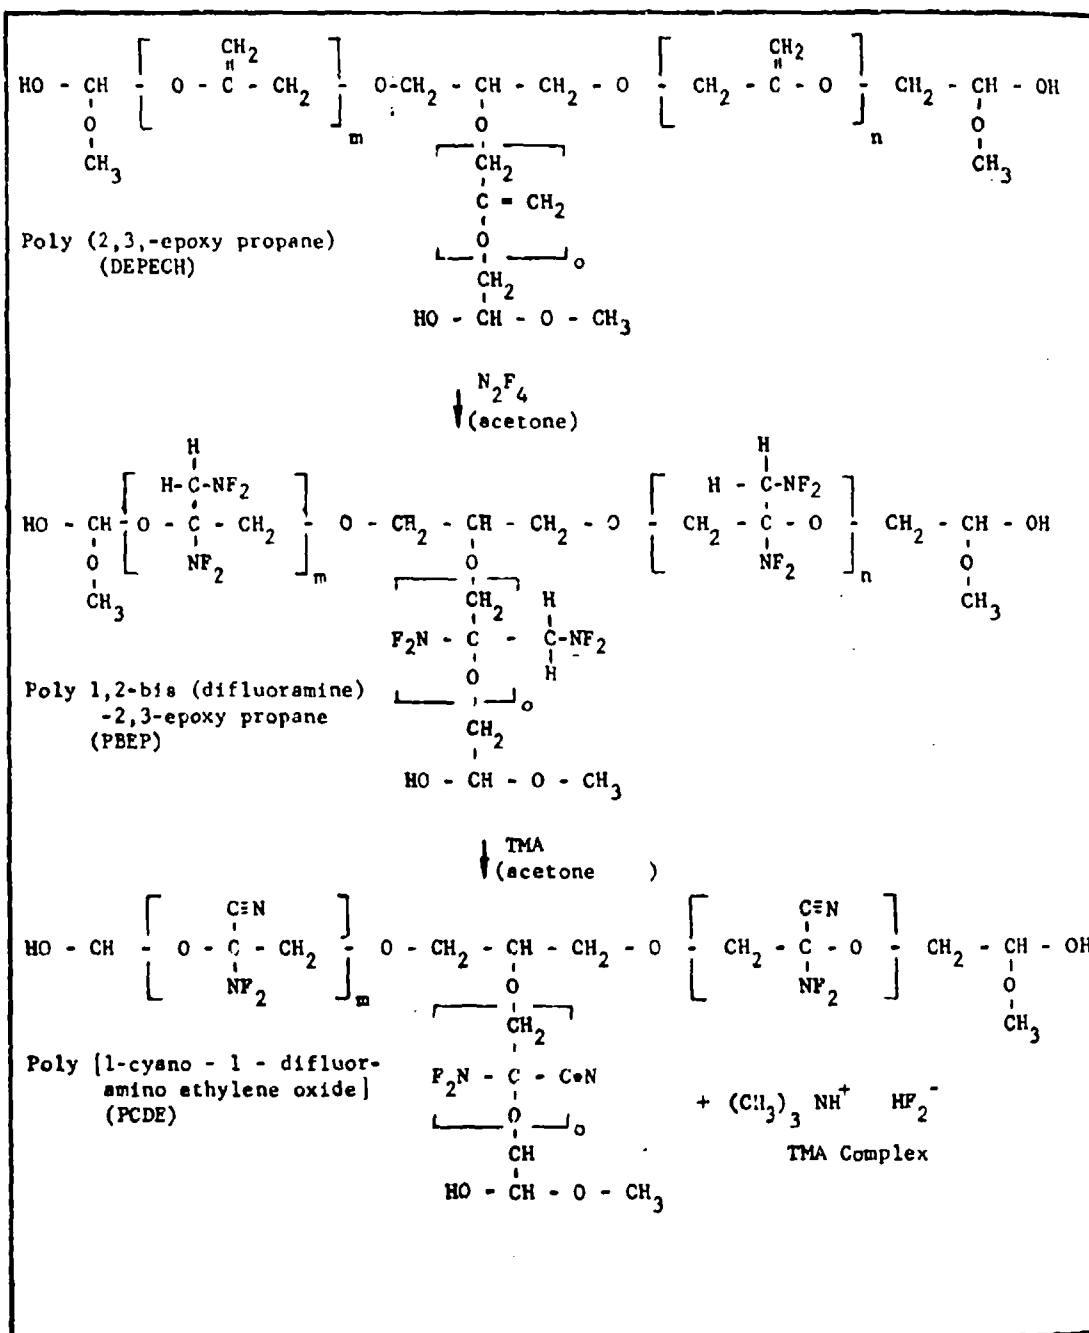 CH2 CH2
HO - CH - [ O - C - CH2 ]m - O-CH2 - CH - CH2 - O - [ CH2 - C - O ]n - CH2 - CH - OH
O O O
CH3 CH2 CH3
C = CH2
Poly (2,3,-epoxy propane)
O
(DEPECH)
o
CH2
HO - CH - O - CH3
N2F4
(acetone)
H H
H-C-NF2 H - C-NF2
HO - CH - [ O - C - CH2 ]m - O - CH2 - CH - CH2 - O - [ CH2 - C - O ]n - CH2 - CH - OH
O NF2 O NF2 O
CH3 CH2 H CH3
F2N - C - C-NF2
O H
Poly 1,2-bis (difluoramine)
o
-2,3-epoxy propane
CH2
(PBEP)
HO - CH - O - CH3
TMA
(acetone )
C≡N C≡N
HO - CH - [ O - C - CH2 ]m - O - CH2 - CH - CH2 - O - [ CH2 - C - O ]n - CH2 - CH - OH
NF2 O NF2 O
CH2 CH3
Poly [1-cyano - 1 - difluor-
F2N - C - C≡N
amino ethylene oxide]
+ (CH3)3 NH+ HF2-
(PCDE)
O
o
TMA Complex
CH
HO - CH - O - CH3